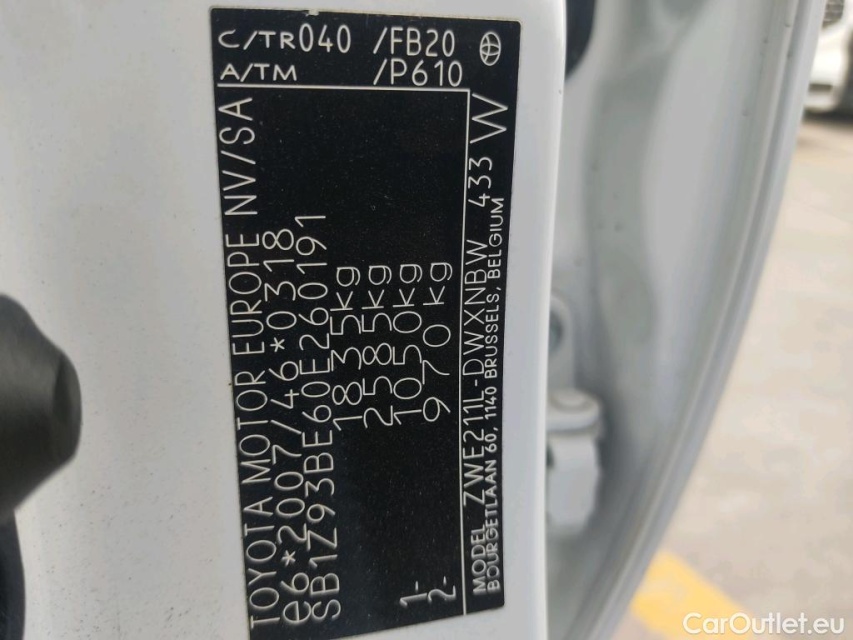 C/TR040 /FB20
A/TM /P610
TOYOTA MOTOR EUROPE NV/SA
e6*2007/46*0318
SB1Z93BE60E260191
1835kg
2585kg
1- 1050kg
2- 970kg
MODEL ZWE211L-DWXNBW 433 W
BOURGETLAAN 60, 1140 BRUSSELS, BELGIUM
CarOutlet.eu